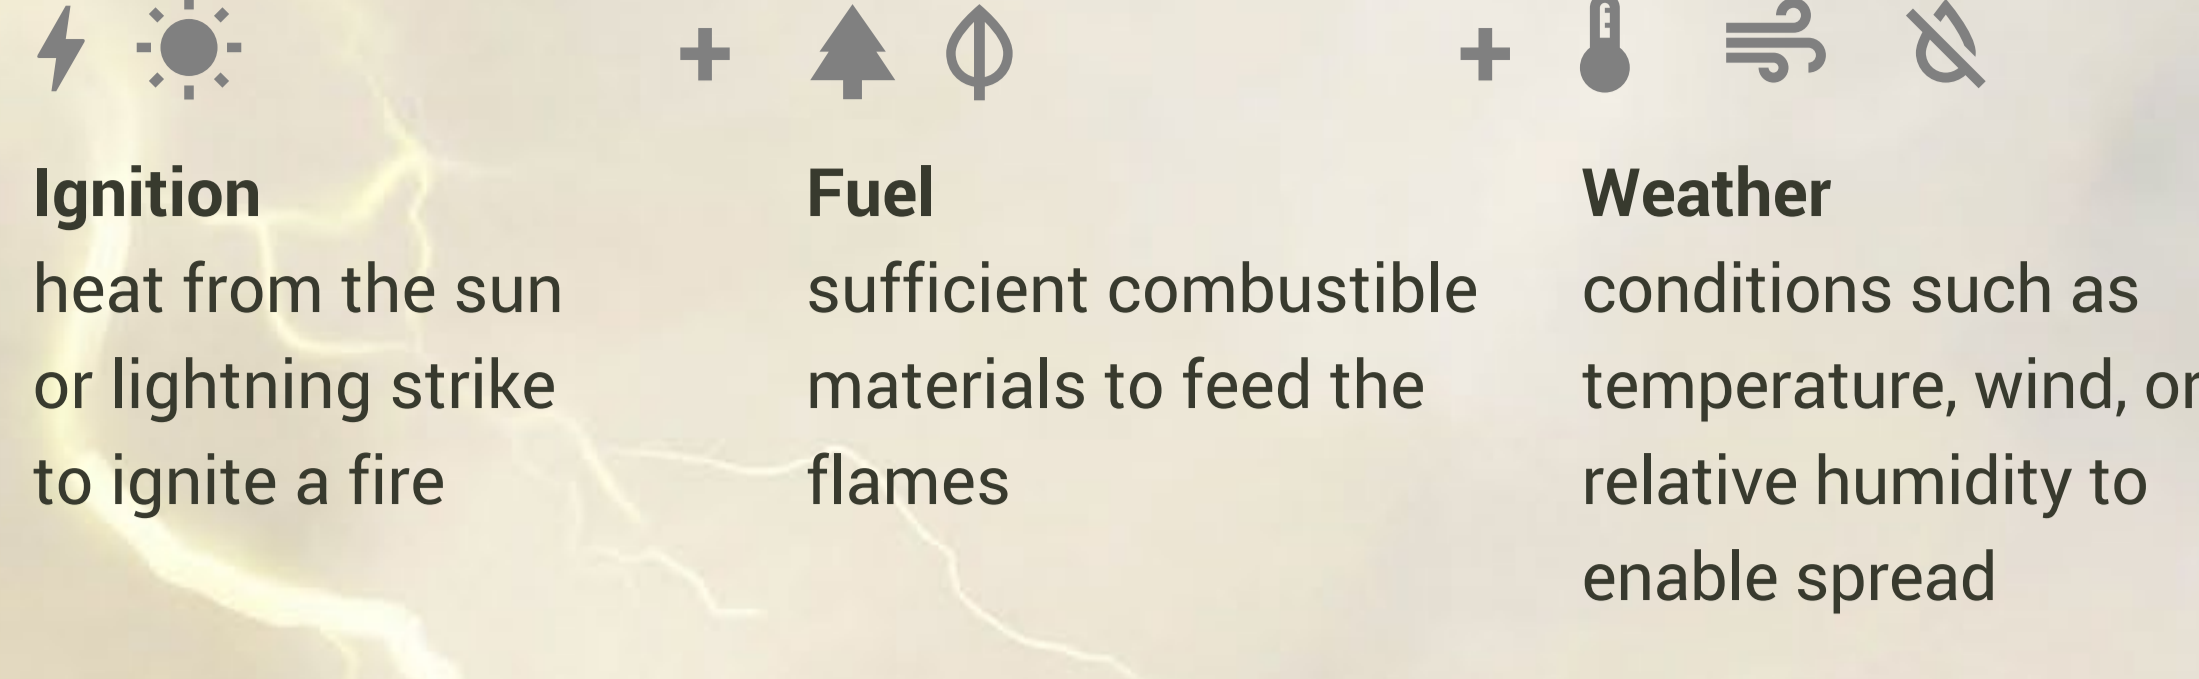 Ignition
heat from the sun
or lightning strike
to ignite a fire
Fuel
sufficient combustible
materials to feed the
flames
Weather
conditions such as
temperature, wind, or
relative humidity to
enable spread